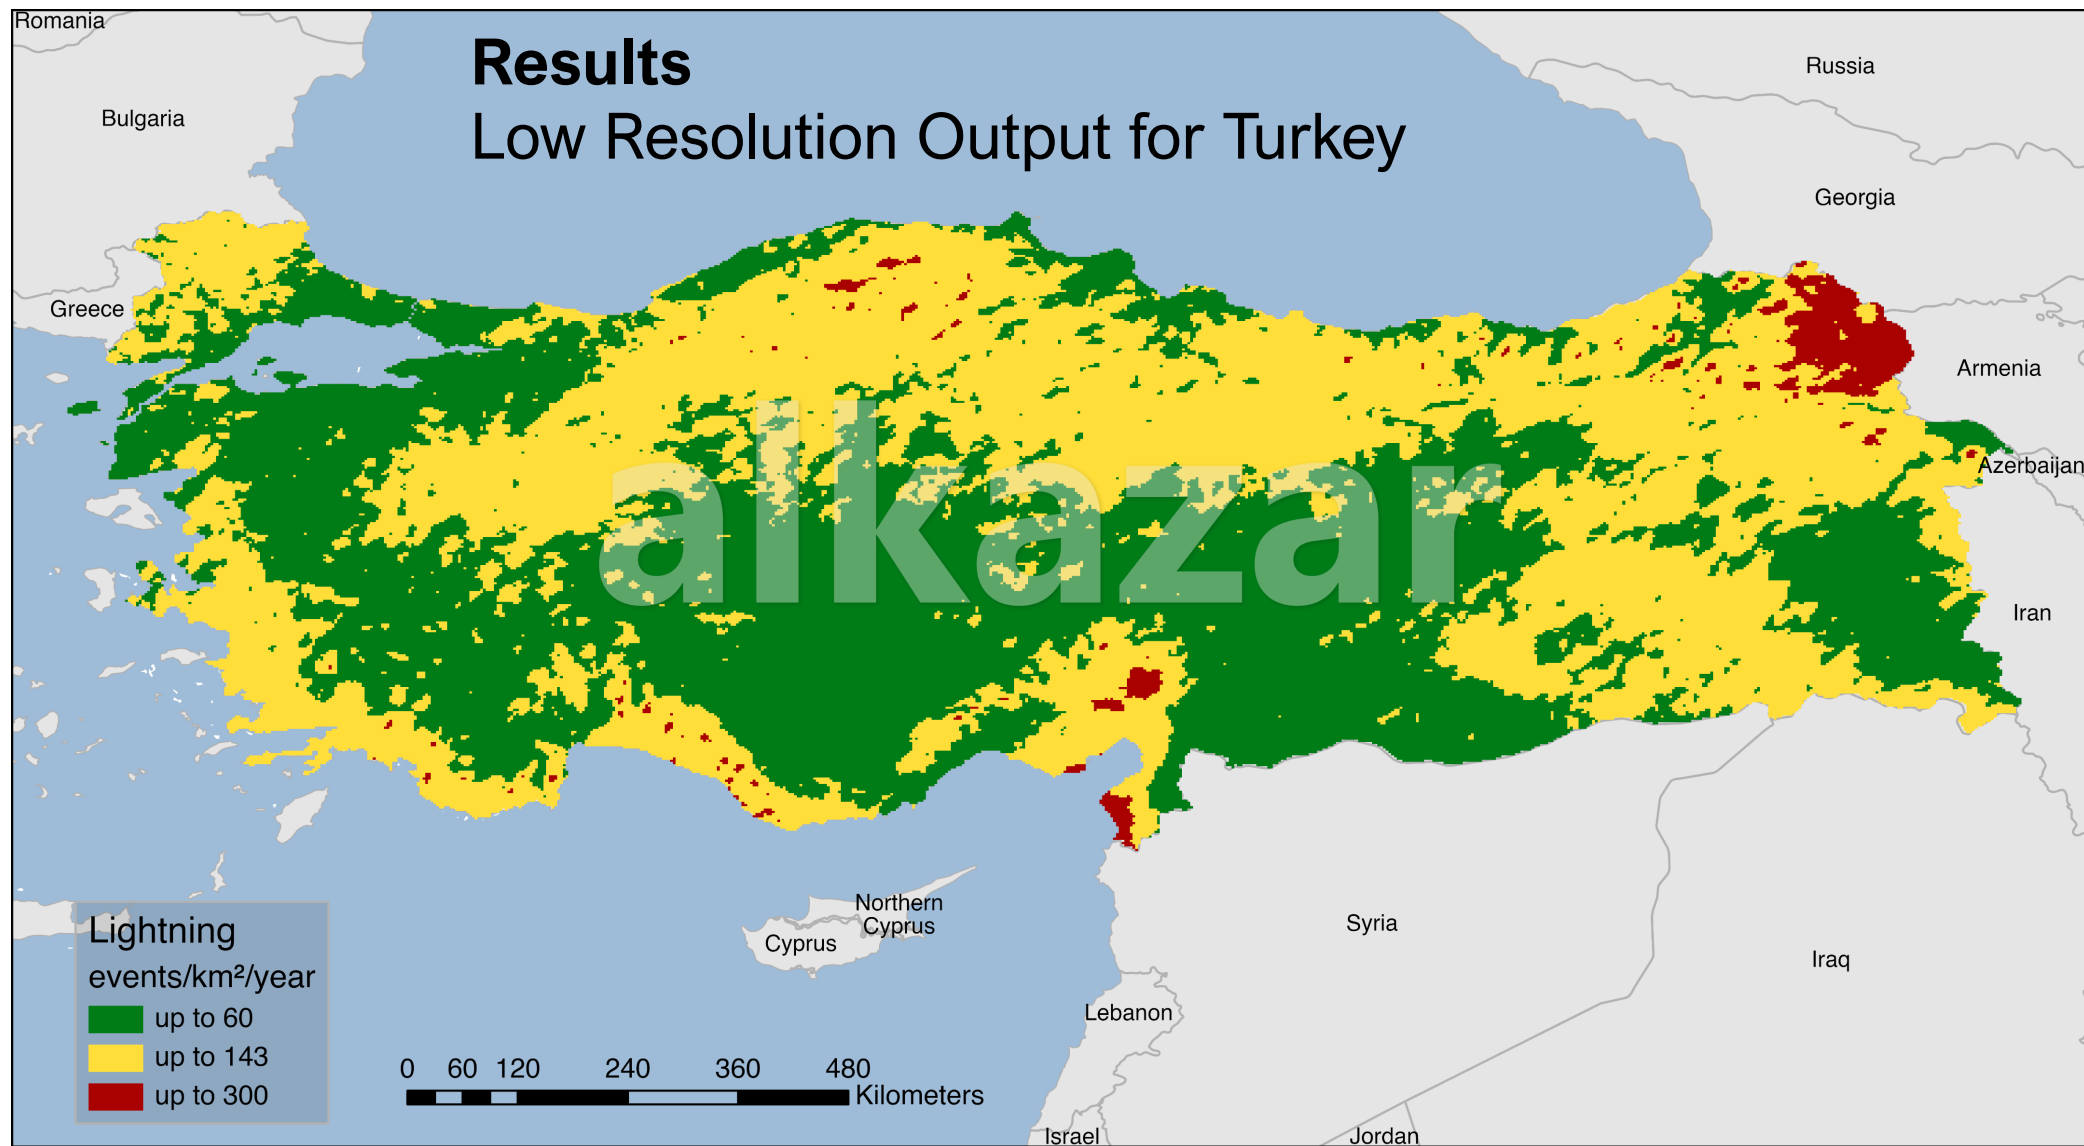 Romania
Results
Low Resolution Output for Turkey
Russia
Bulgaria
Georgia
Greece
Armenia
alkazar
Azerbaijan
Iran
Northern
Cyprus
Cyprus
Syria
Iraq
Lebanon
Israel
Jordan
Lightning
events/km²/year
up to 60
up to 143
up to 300
0 60 120 240 360 480
Kilometers